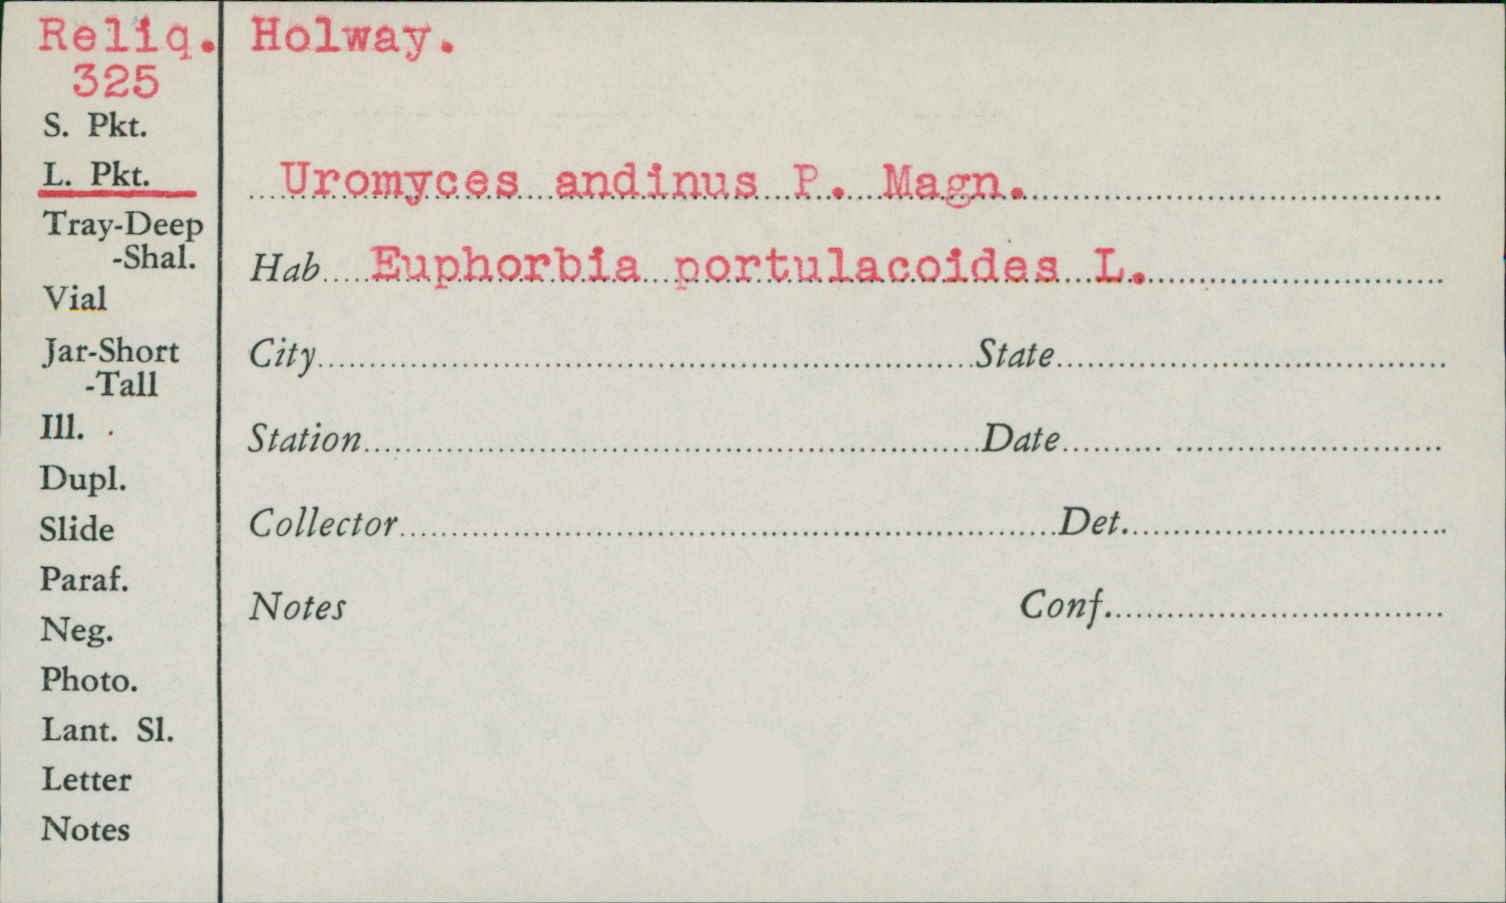 Reliq. Holway.
325
S. Pkt.
L. Pkt.
Uromyces andinus P. Magn.
Tray-Deep
-Shal.
Hab Euphorbia portulacoides L.
Vial
Jar-Short
-Tall
City State
Ill.
Station Date
Dupl.
Slide
Collector Det.
Paraf.
Neg.
Notes Conf.
Photo.
Lant. Sl.
Letter
Notes